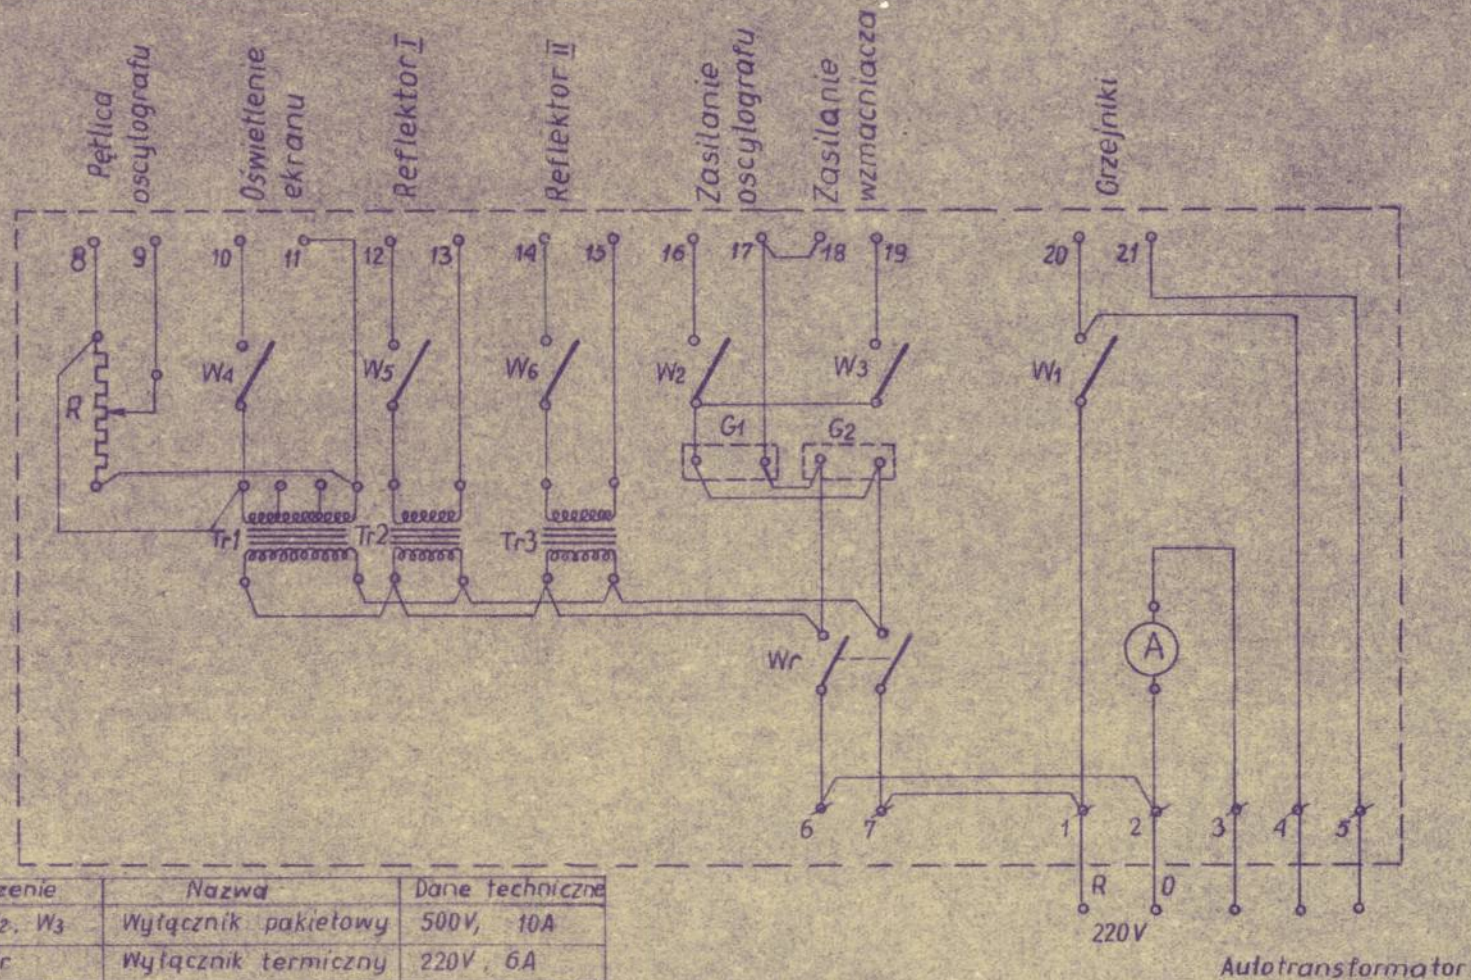 Pętlica
oscylografu
Oświetlenie
ekranu
Reflektor I
Reflektor II
Zasilanie
oscylografu
Zasilanie
wzmacniacza
Grzejniki
8 9 10 11 12 13 14 15 16 17 18 19 20 21
R W4 W5 W6 W2 W3 W1
G1 G2
Tr1 Tr2 Tr3
A
Wr
6 7 1 2 3 4 5
R 0
220V
Autotransformator
Nazwa Dane techniczne
W3 Wyłącznik pakietowy 500V, 10A
Wyłącznik termiczny 220V, 6A